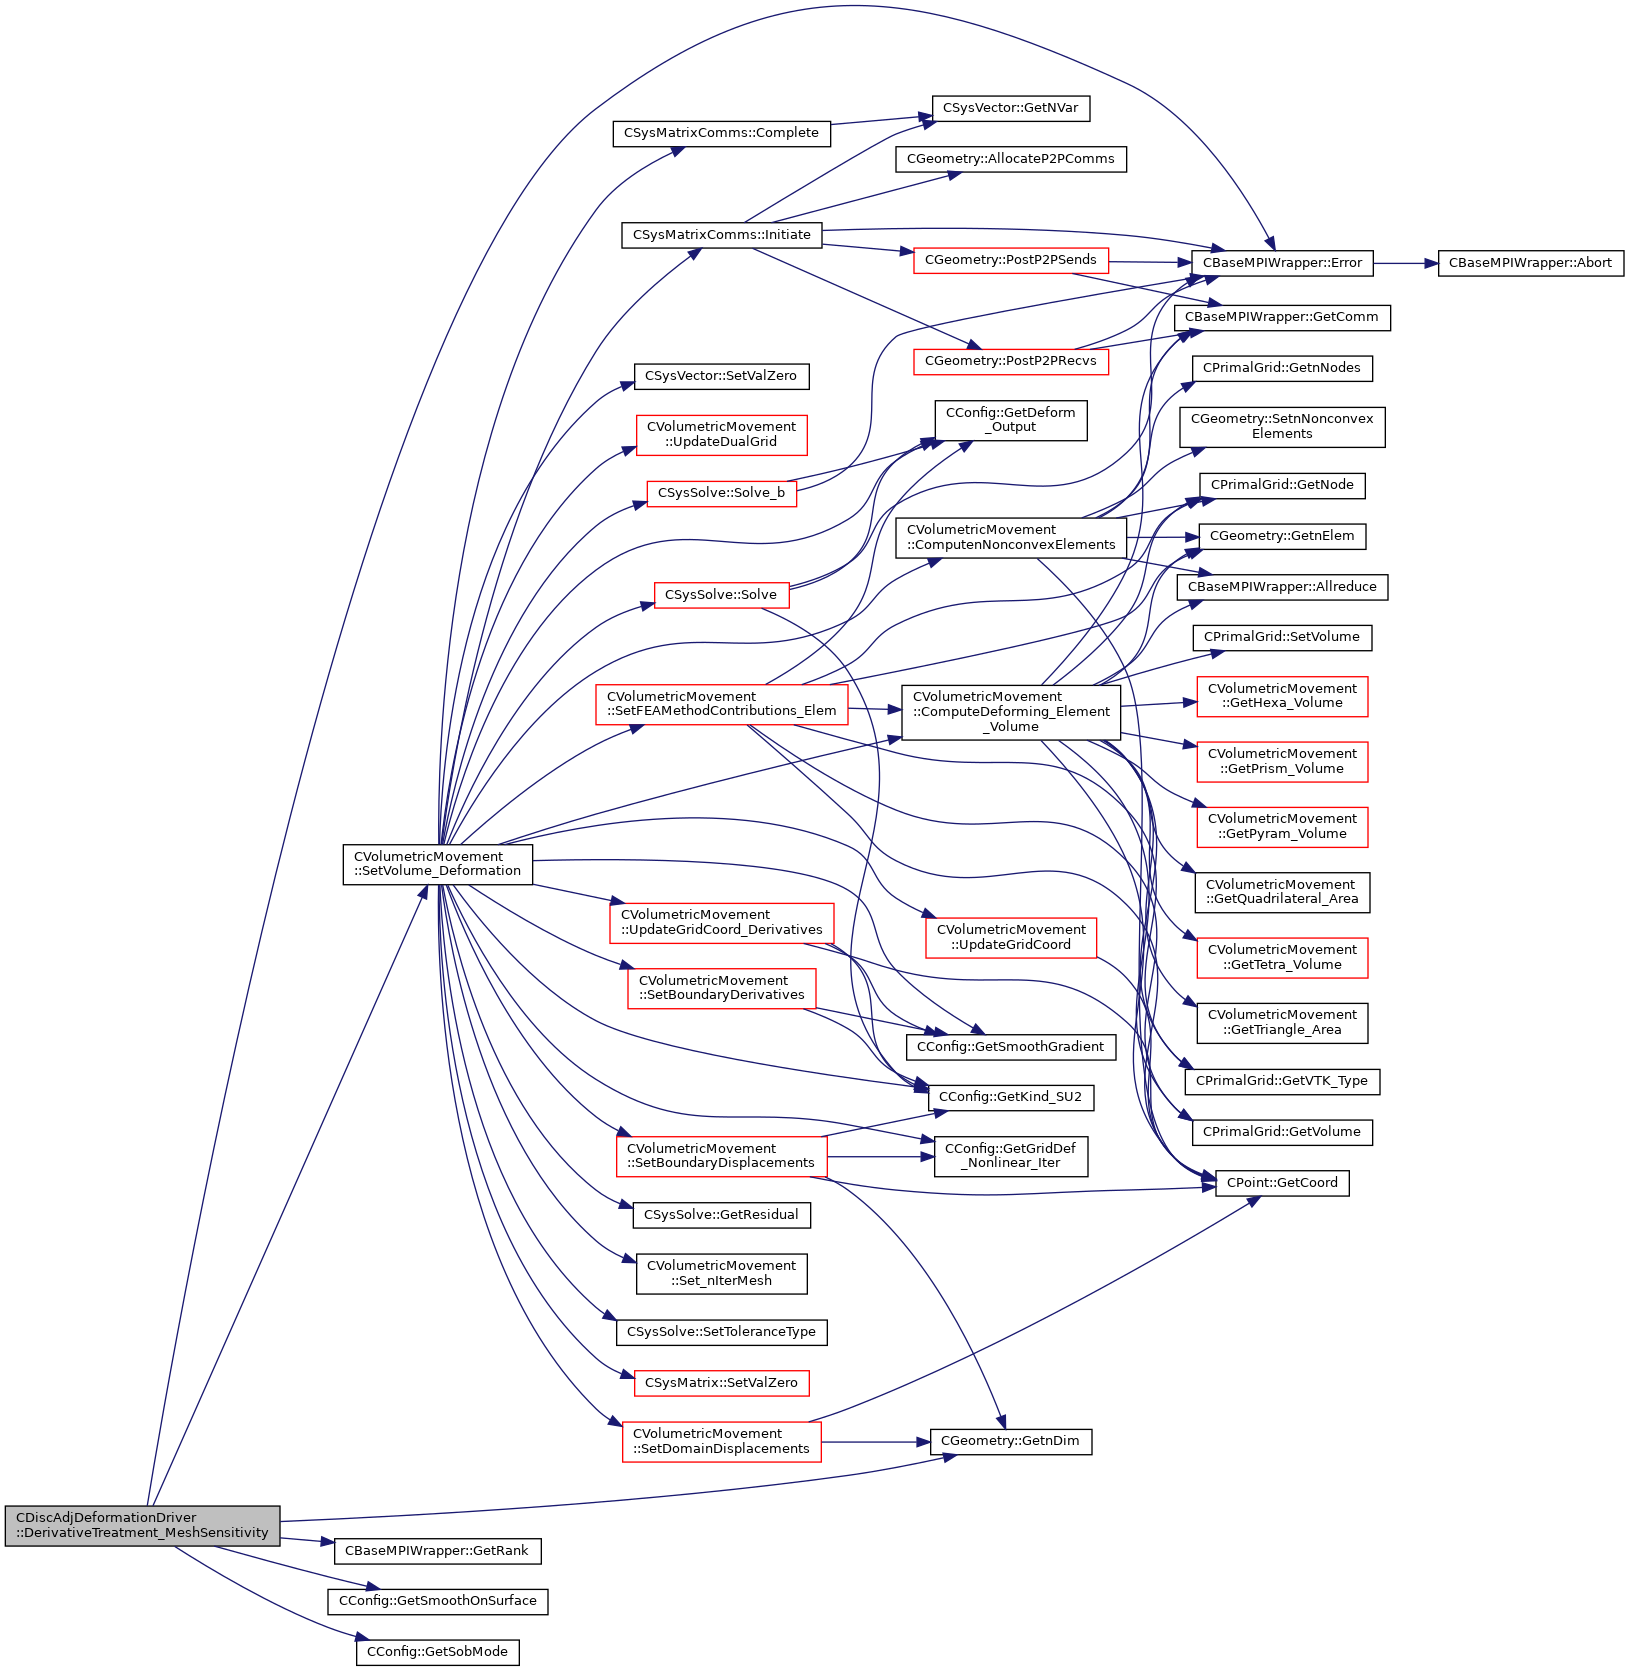 CSysVector::GetNVar
CSysMatrixComms::Complete
CGeometry::AllocateP2PComms
CSysMatrixComms::Initiate
CGeometry::PostP2PSends
CBaseMPIWrapper::Error
CBaseMPIWrapper::Abort
CBaseMPIWrapper::GetComm
CGeometry::PostP2PRecvs
CPrimalGrid::GetnNodes
CSysVector::SetValZero
CConfig::GetDeform
_Output
CGeometry::SetnNonconvex
Elements
CVolumetricMovement
::UpdateDualGrid
CSysSolve::Solve_b
CPrimalGrid::GetNode
CVolumetricMovement
::ComputenNonconvexElements
CGeometry::GetnElem
CBaseMPIWrapper::Allreduce
CSysSolve::Solve
CPrimalGrid::SetVolume
CVolumetricMovement
::SetFEAMethodContributions_Elem
CVolumetricMovement
::ComputeDeforming_Element
_Volume
CVolumetricMovement
::GetHexa_Volume
CVolumetricMovement
::GetPrism_Volume
CVolumetricMovement
::GetPyram_Volume
CVolumetricMovement
::SetVolume_Deformation
CVolumetricMovement
::GetQuadrilateral_Area
CVolumetricMovement
::UpdateGridCoord_Derivatives
CVolumetricMovement
::UpdateGridCoord
CVolumetricMovement
::GetTetra_Volume
CVolumetricMovement
::SetBoundaryDerivatives
CVolumetricMovement
::GetTriangle_Area
CConfig::GetSmoothGradient
CPrimalGrid::GetVTK_Type
CConfig::GetKind_SU2
CPrimalGrid::GetVolume
CVolumetricMovement
::SetBoundaryDisplacements
CConfig::GetGridDef
_Nonlinear_Iter
CPoint::GetCoord
CSysSolve::GetResidual
CVolumetricMovement
::Set_nIterMesh
CSysSolve::SetToleranceType
CSysMatrix::SetValZero
CVolumetricMovement
::SetDomainDisplacements
CGeometry::GetnDim
CDiscAdjDeformationDriver
::DerivativeTreatment_MeshSensitivity
CBaseMPIWrapper::GetRank
CConfig::GetSmoothOnSurface
CConfig::GetSobMode